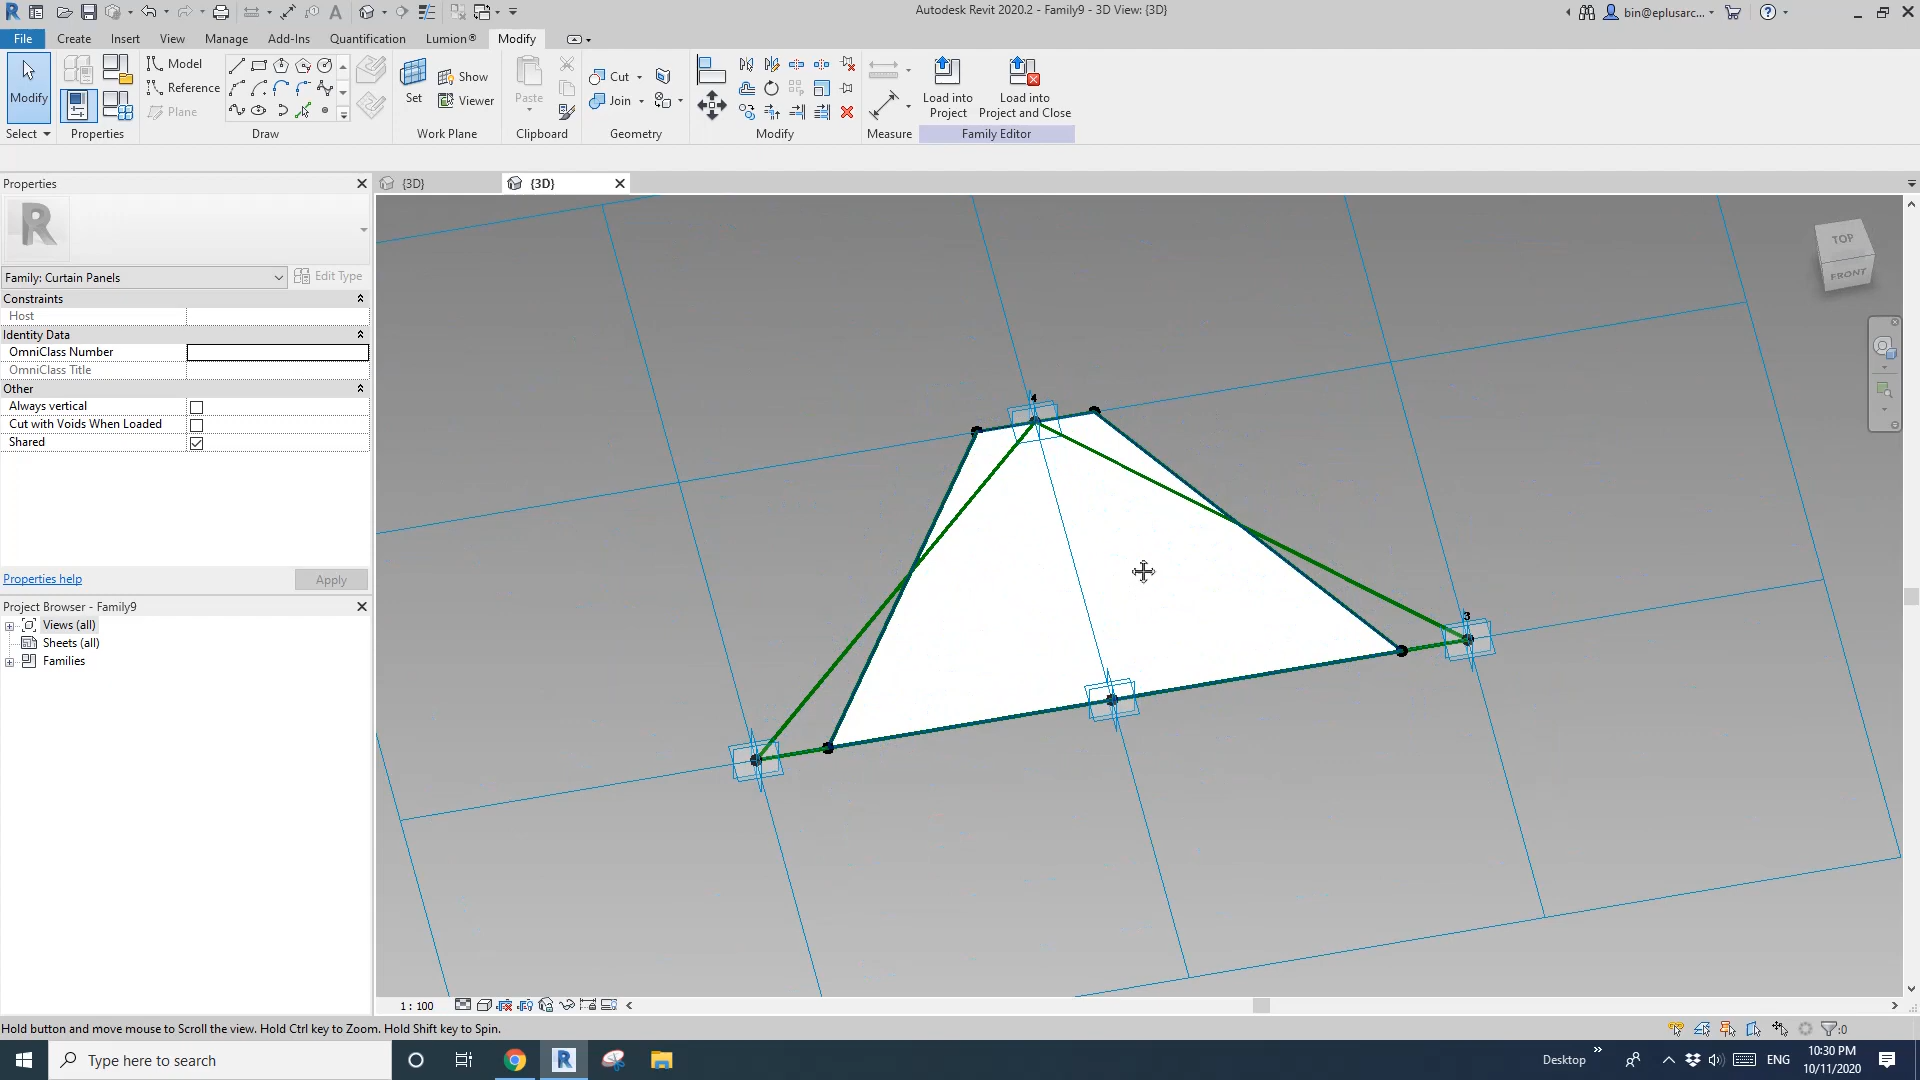 Autodesk Revit 2020.2 - Family9 - 3D View: {3D}
bin@eplusarc...
File Create Insert View Manage Add-Ins Massing Quantification Lumion® Modify
Modify
Select
Properties
Model
Reference
Plane
Draw
Set
Show
Viewer
Work Plane
Paste
Clipboard
Cut
Join
Geometry
Modify
Measure
Load into
Project
Load into
Project and Close
Family Editor
Properties
{3D}
{3D}
R
Family: Curtain Panels
Edit Type
Constraints
Host
Identity Data
OmniClass Number
OmniClass Title
Other
Always vertical
Cut with Voids When Loaded
Shared
Properties help
Apply
Project Browser - Family9
Views (all)
Sheets (all)
Families
TOP
FRONT
4
3
1 : 100
Hold button and move mouse to Scroll the view. Hold Ctrl key to Zoom. Hold Shift key to Spin.
:0
Type here to search
Desktop
ENG
10:30 PM
10/11/2020